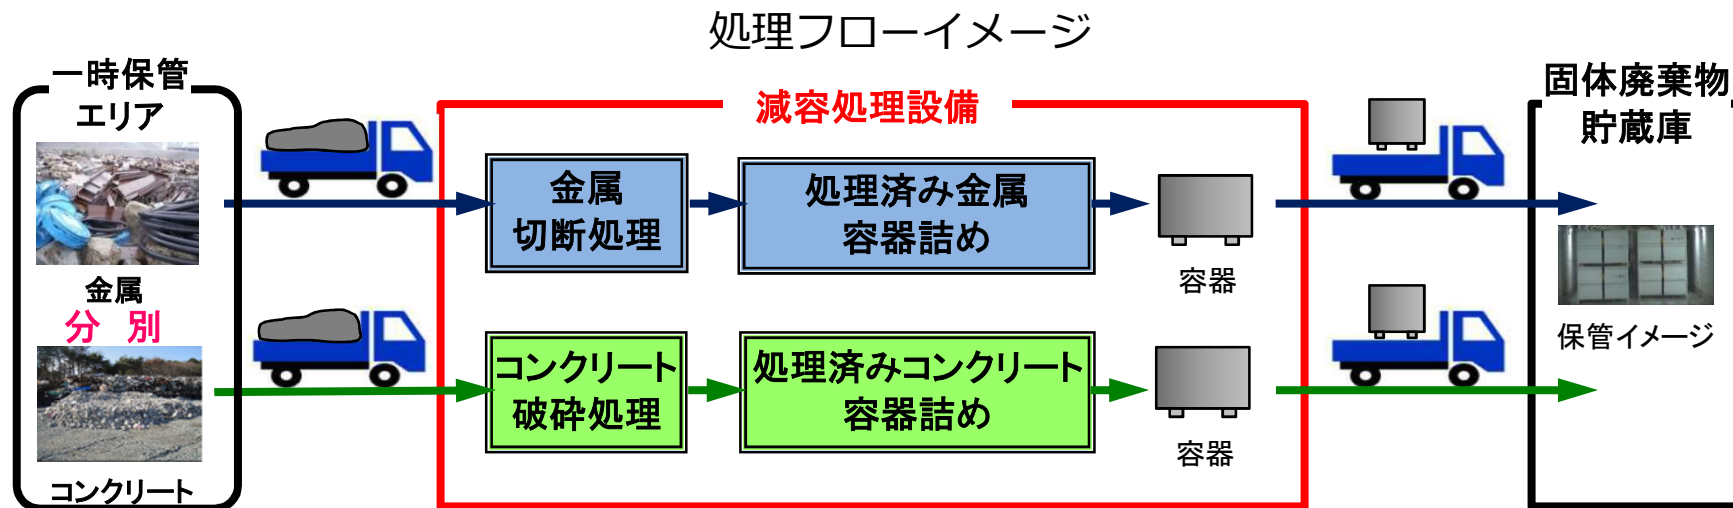 処理フローイメージ
一時保管
エリア
金属
分 別
コンクリート
減容処理設備
金属
切断処理
処理済み金属
容器詰め
容器
コンクリート
破砕処理
処理済みコンクリート
容器詰め
容器
固体廃棄物
貯蔵庫
保管イメージ